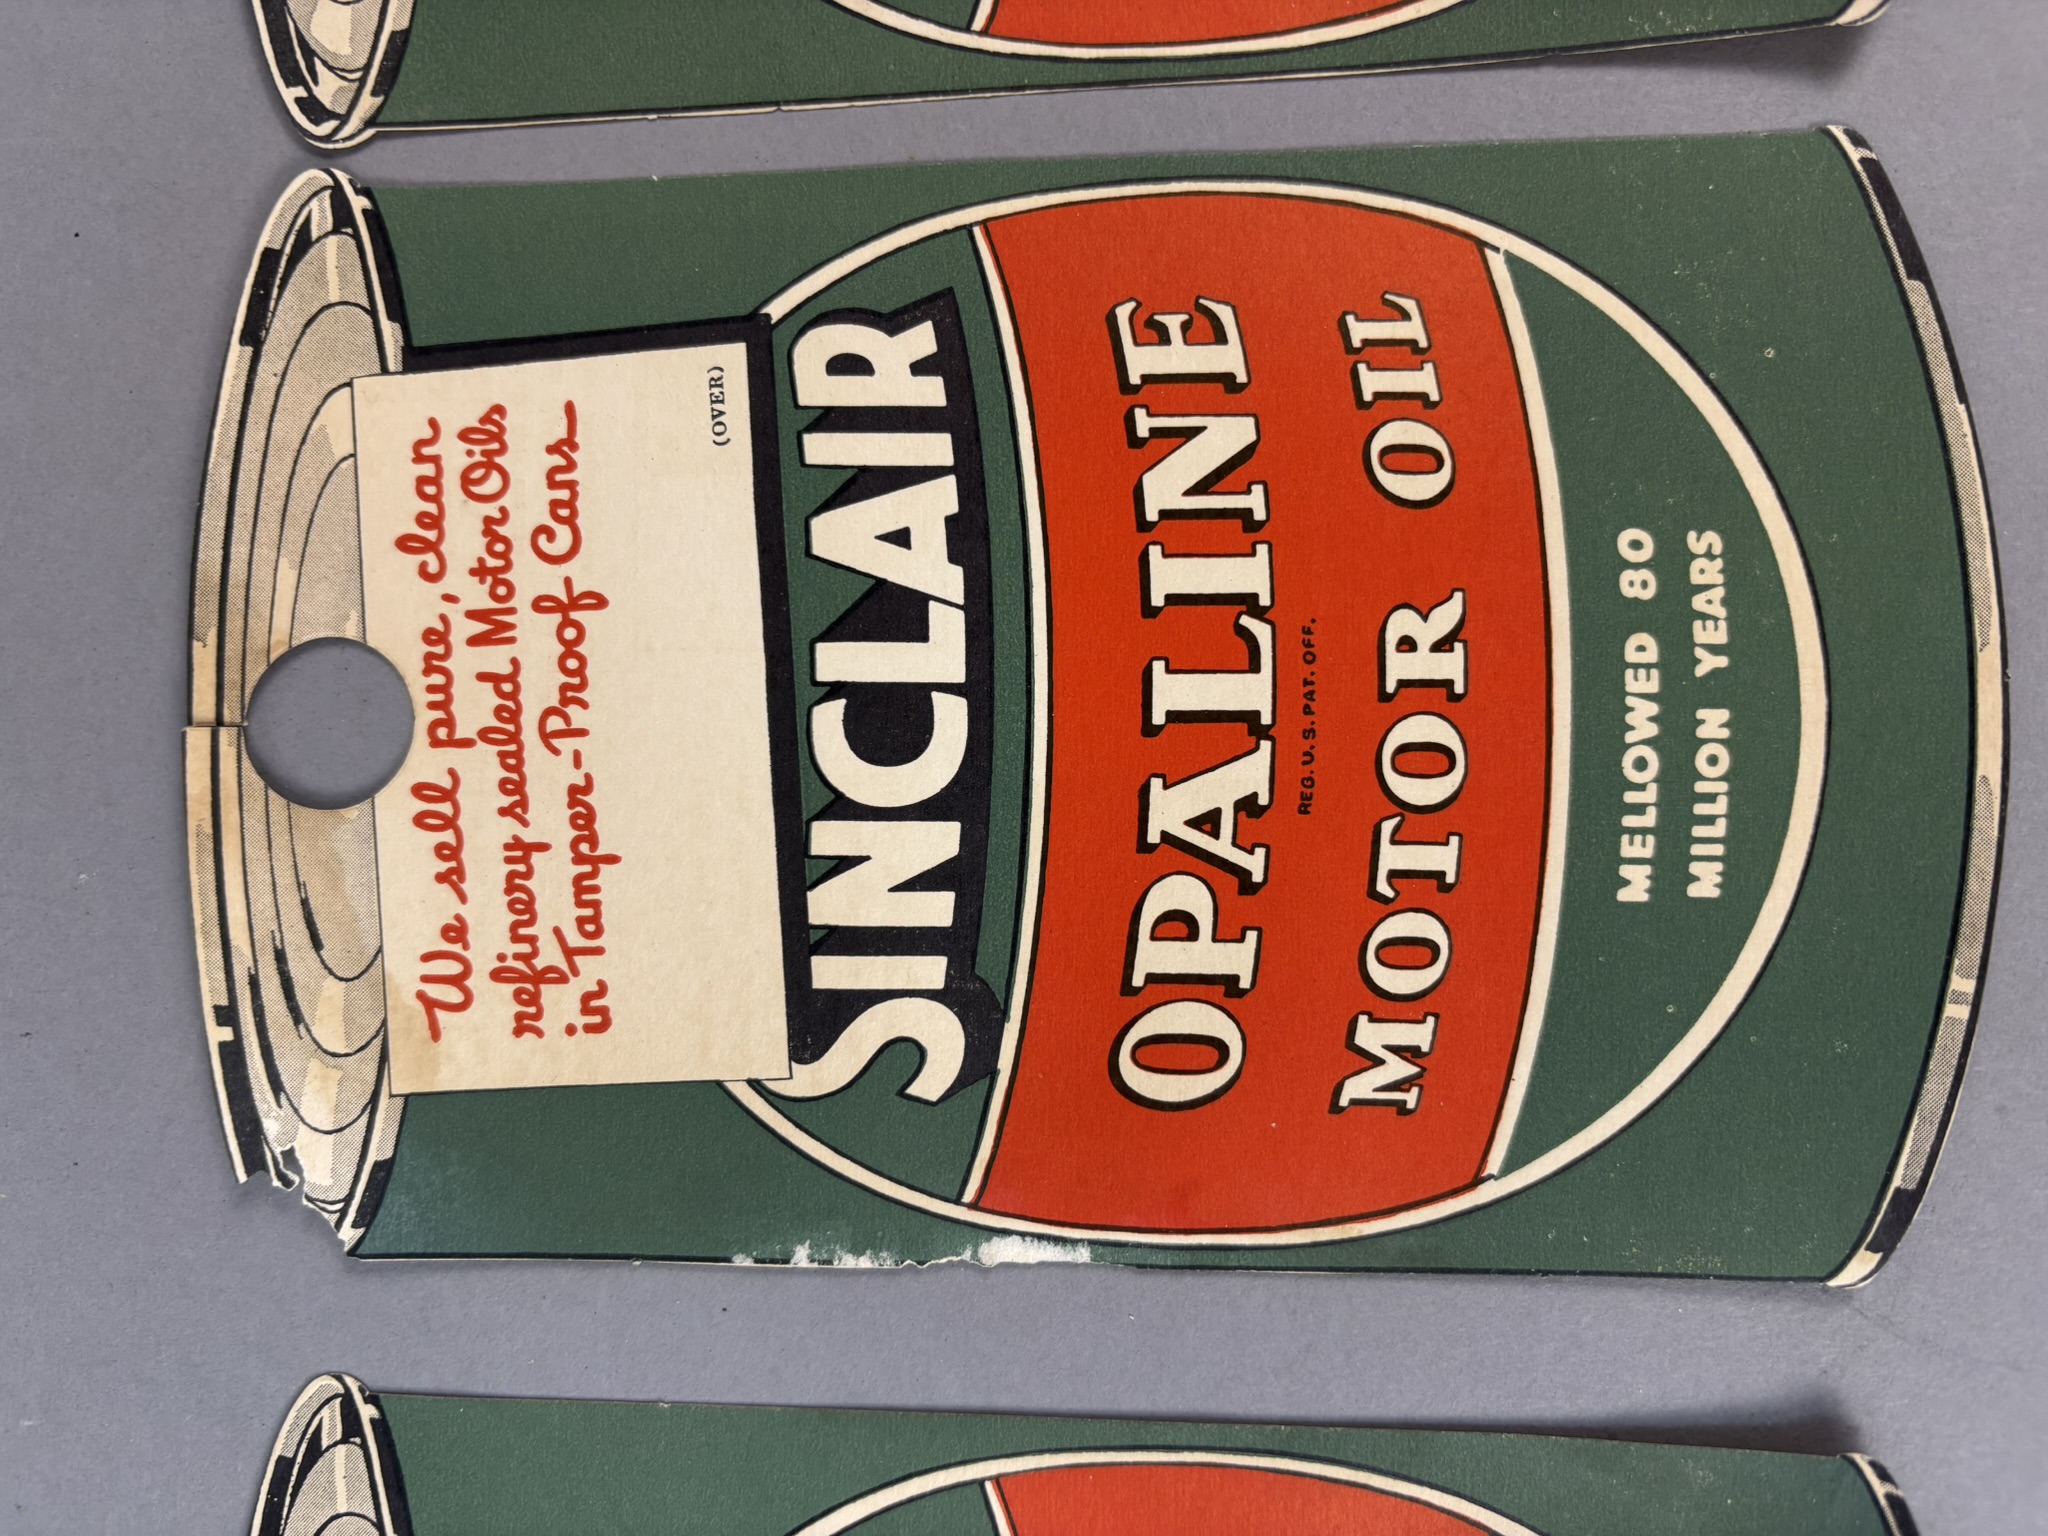 We sell pure, clean
refinery sealed Motor Oils
in Tamper-Proof Cans
(OVER)
SINCLAIR
OPALINE
REG. U. S. PAT. OFF.
MOTOR OIL
MELLOWED 80
MILLION YEARS